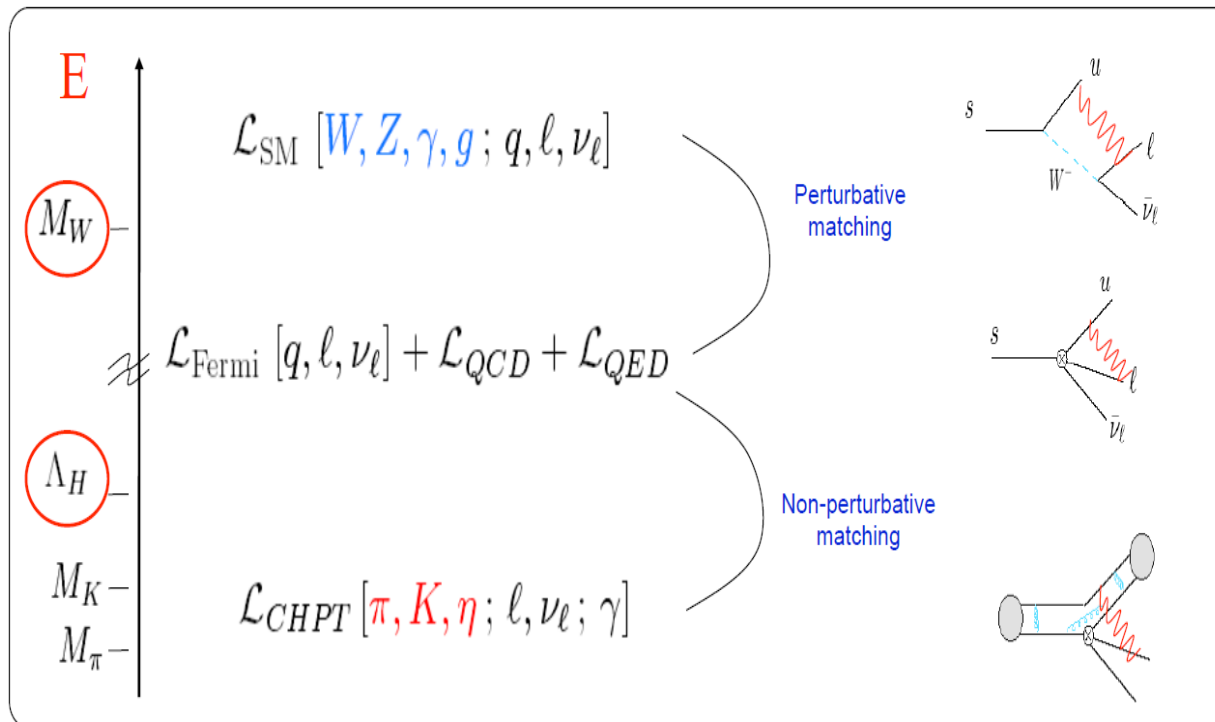 E
ℒ_SM [W, Z, γ, g ; q, ℓ, ν_ℓ]
M_W
Perturbative
matching
s
u
ℓ
W⁻
ν̄_ℓ
ℒ_Fermi [q, ℓ, ν_ℓ] + ℒ_QCD + ℒ_QED
s
u
ℓ
ν̄_ℓ
Λ_H
Non-perturbative
matching
M_K
ℒ_CHPT [π, K, η ; ℓ, ν_ℓ ; γ]
M_π